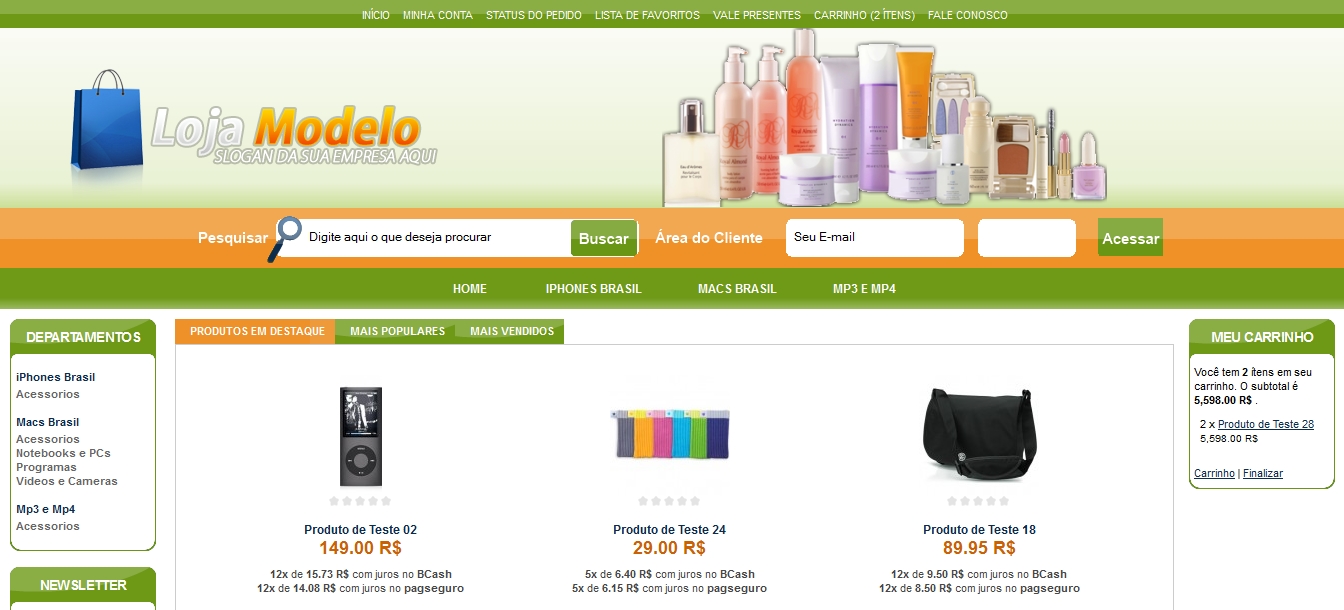 INÍCIO MINHA CONTA STATUS DO PEDIDO LISTA DE FAVORITOS VALE PRESENTES CARRINHO (2 ÍTENS) FALE CONOSCO
Loja Modelo
SLOGAN DA SUA EMPRESA AQUI
Pesquisar Digite aqui o que deseja procurar Buscar Área do Cliente Seu E-mail Acessar
HOME IPHONES BRASIL MACS BRASIL MP3 E MP4
DEPARTAMENTOS
iPhones Brasil
Acessorios
Macs Brasil
Acessorios
Notebooks e PCs
Programas
Videos e Cameras
Mp3 e Mp4
Acessorios
NEWSLETTER
PRODUTOS EM DESTAQUE MAIS POPULARES MAIS VENDIDOS
Produto de Teste 02
149.00 R$
12x de 15.73 R$ com juros no BCash
12x de 14.08 R$ com juros no pagseguro
Produto de Teste 24
29.00 R$
5x de 6.40 R$ com juros no BCash
5x de 6.15 R$ com juros no pagseguro
Produto de Teste 18
89.95 R$
12x de 9.50 R$ com juros no BCash
12x de 8.50 R$ com juros no pagseguro
MEU CARRINHO
Você tem 2 ítens em seu
carrinho. O subtotal é
5,598.00 R$ .
2 x Produto de Teste 28
5,598.00 R$
Carrinho | Finalizar